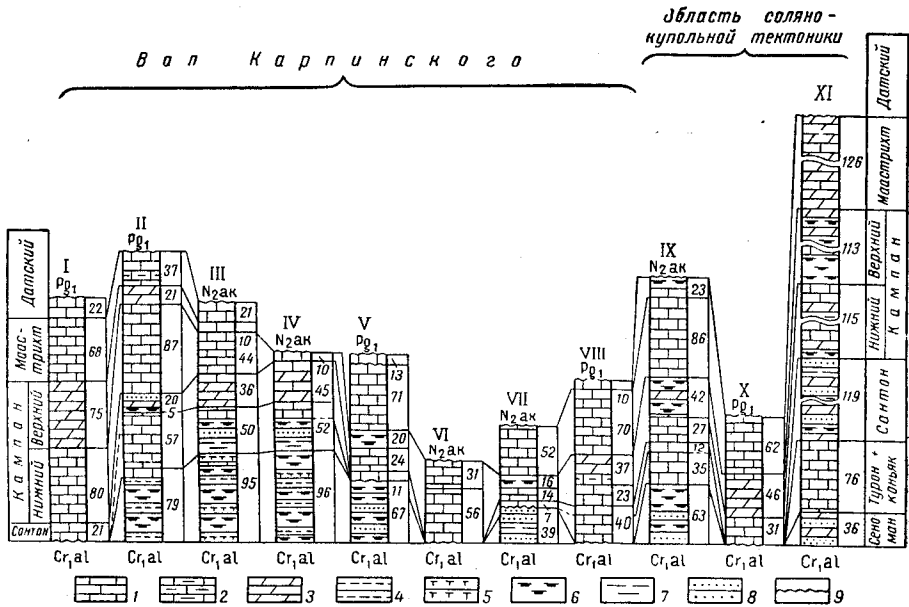 Область соляно-
купольной тектоники
Вал Карпинского
XI
Датский
Маастрихт
Верхний
Нижний
Кампан
Сантон
Турон + коньяк
Сеноман
126
113
115
119
76
36
Датский
Маастрихт
Верхний
Нижний
Кампан
Сантон
I
Pg₁
22
68
75
80
21
II
Pg₁
37
21
87
20
5
57
79
III
N₂ак
21
10
44
36
50
95
IV
N₂ак
10
45
52
96
V
Pg₁
13
71
20
24
11
67
VI
N₂ак
31
56
VII
N₂ак
52
16
14
7
39
VIII
Pg₁
10
70
37
23
40
IX
N₂ак
23
86
42
27
12
35
63
X
Pg₁
62
46
31
Cr₁al Cr₁al Cr₁al Cr₁al Cr₁al Cr₁al Cr₁al Cr₁al Cr₁al Cr₁al Cr₁al
1 2 3 4 5 6 7 8 9